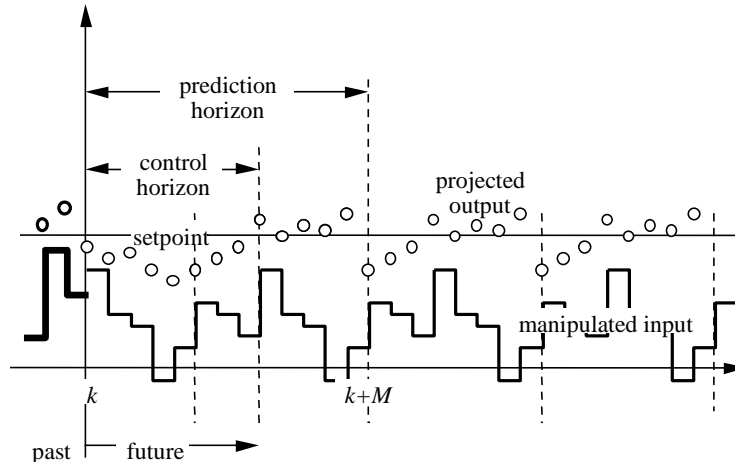 prediction
horizon
control
horizon
projected
output
setpoint
manipulated input
k
k+M
past
future